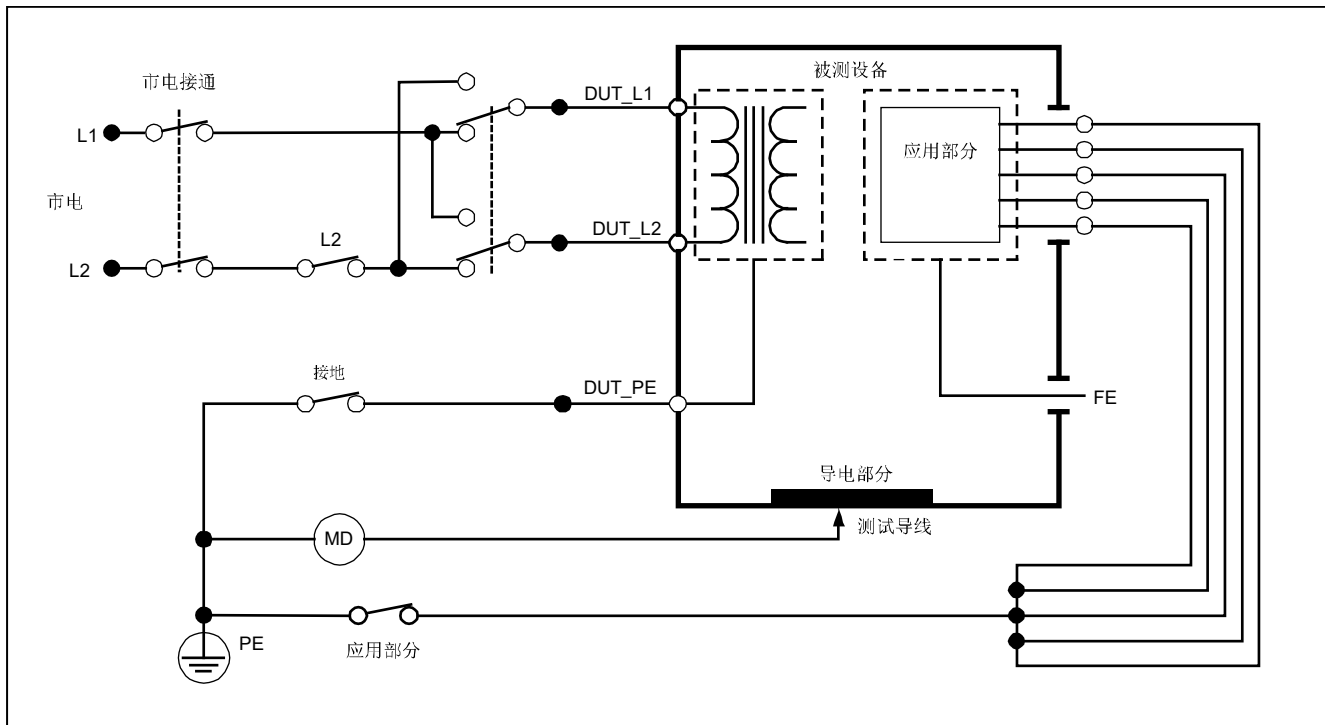 市电接通
被测设备
DUT_L1
L1
应用部分
市电
L2
DUT_L2
L2
接地
DUT_PE
FE
导电部分
测试导线
MD
PE
应用部分